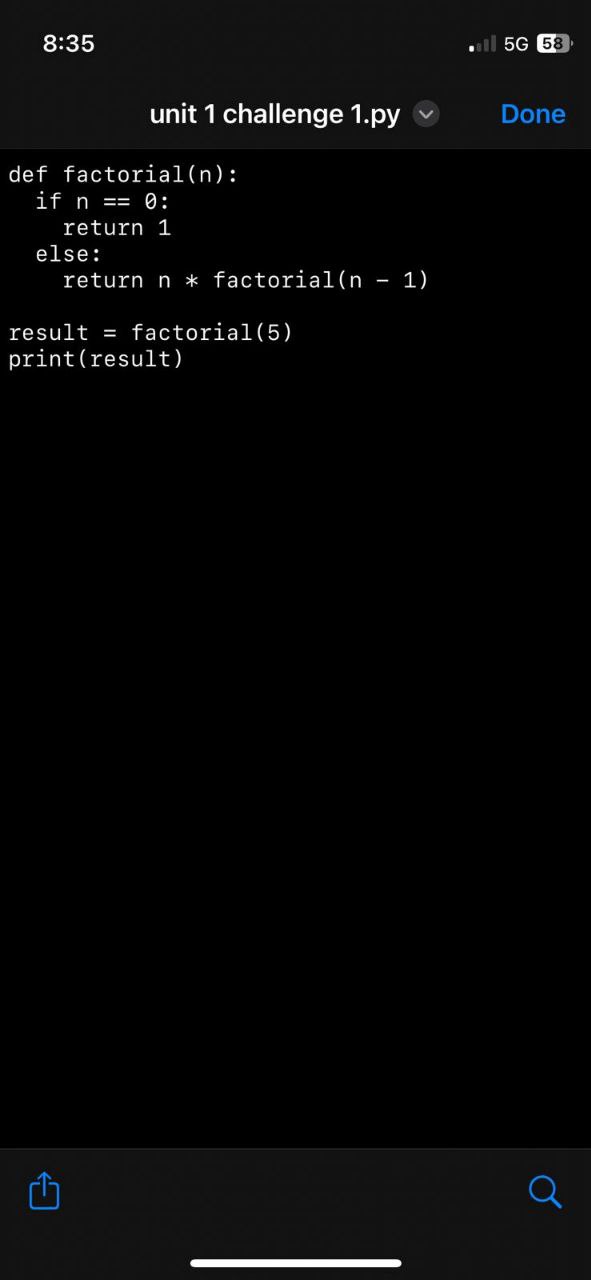 8:35 5G 58
unit 1 challenge 1.py Done
def factorial(n):
  if n == 0:
    return 1
  else:
    return n * factorial(n - 1)

result = factorial(5)
print(result)